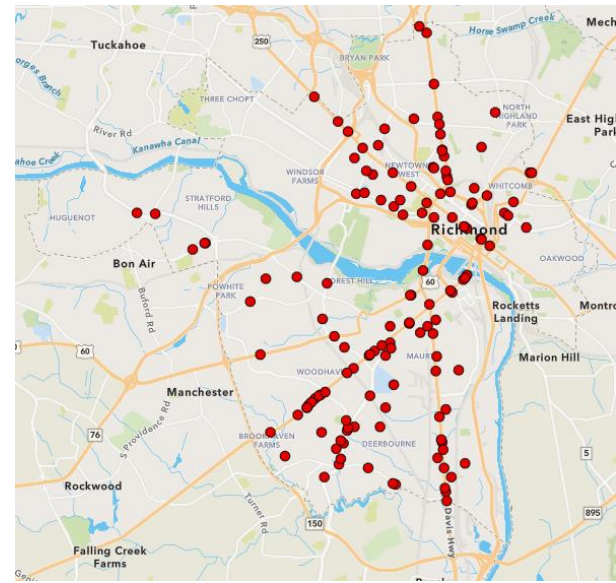 Horse Swamp Creek
Mech
Tuckahoe
250
BRYAN PARK
THREE CHOPT
NORTH
HIGHLAND
PARK
East High
Park
River Rd
Kanawha Canal
ahoe Creek
WINDSOR
FARMS
NEWTOWNE
WEST
WHITCOMB
STRATFORD
HILLS
HUGUENOT
Richmond
OAKWOOD
Bon Air
POWHITE
PARK
FOREST HILL
60
Buford Rd
Rocketts
Landing
Montro
60
WOODHAVEN
MAURY
Marion Hill
Manchester
S Providence Rd
76
BROOKHAVEN
FARMS
DEERBOURNE
5
Rockwood
Turner Rd
150
895
Davis Hwy
Falling Creek
Farms